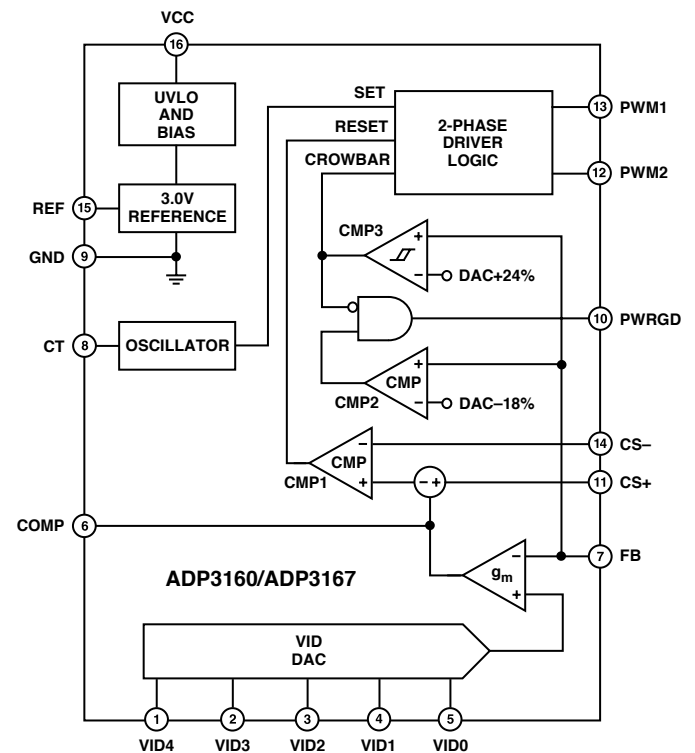 VCC
16
UVLO
AND
BIAS
SET
RESET
CROWBAR
2-PHASE
DRIVER
LOGIC
13 PWM1
12 PWM2
REF 15
3.0V
REFERENCE
GND 9
CMP3
+
– DAC+24%
CT 8
OSCILLATOR
10 PWRGD
CMP
+
– DAC–18%
CMP2
14 CS–
CMP
–
+
CMP1
– +
11 CS+
COMP 6
7 FB
gm
–
+
ADP3160/ADP3167
VID
DAC
1 2 3 4 5
VID4 VID3 VID2 VID1 VID0